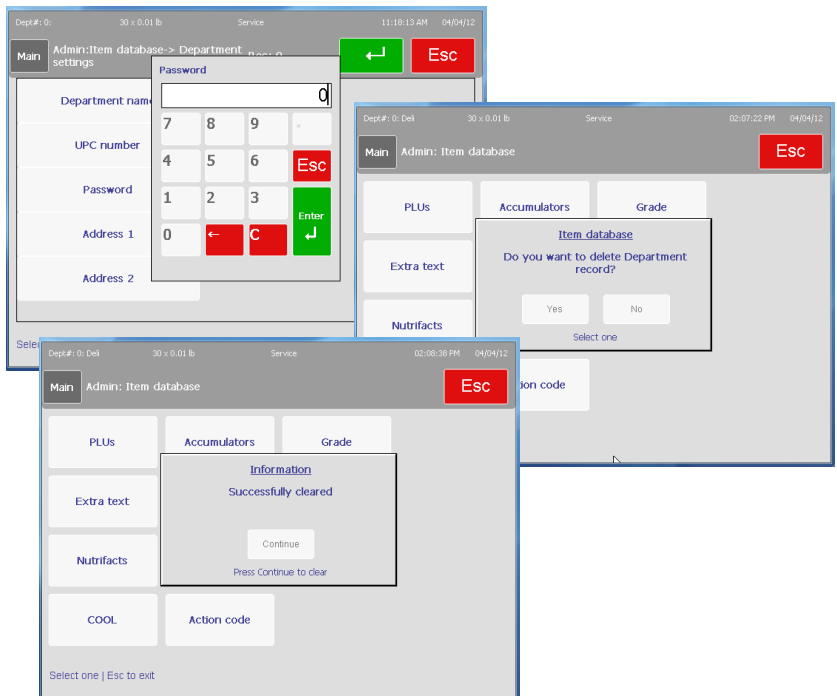 Dept#: 0: 30 x 0.01 lb Service 11:18:13 AM 04/04/12
Main Admin:Item database-> Department settings Esc
Department name
UPC number
Password
Address 1
Address 2
Password
0
7 8 9 .
4 5 6 Esc
1 2 3 Enter
0 ← C
Dept#: 0: Deli 30 x 0.01 lb Service 02:07:22 PM 04/04/12
Main Admin: Item database Esc
PLUs Accumulators Grade
Extra text
Nutrifacts
Item database
Do you want to delete Department
record?
Yes No
Select one
Dept#: 0: Deli 30 x 0.01 lb Service 02:08:38 PM 04/04/12
Main Admin: Item database Esc
PLUs Accumulators Grade
Extra text
Nutrifacts
COOL Action code
Information
Successfully cleared
Continue
Press Continue to clear
Select one | Esc to exit